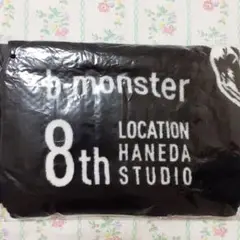 b-monster
8th
LOCATION
HANEDA
STUDIO